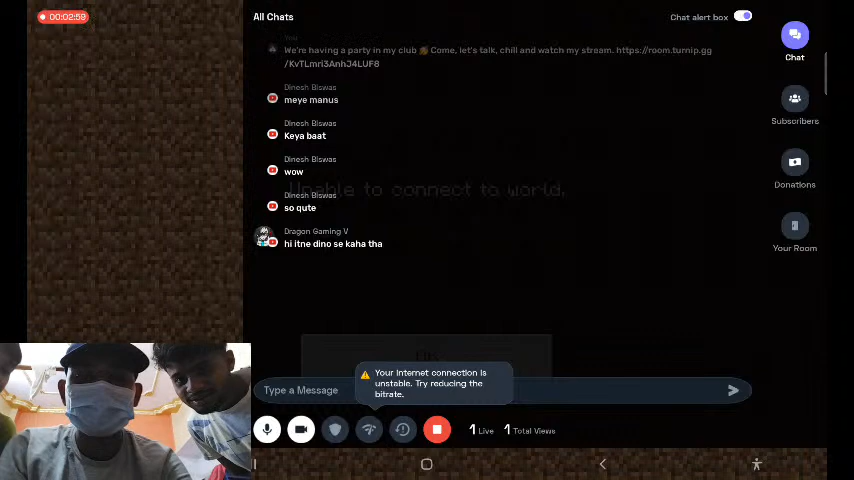 00:02:59
All Chats
Chat alert box
You
We're having a party in my club 🎉 Come, let's talk, chill and watch my stream. https://room.turnip.gg
/KvTLmri3AnhJ4LUF8
Chat
Dinesh Biswas
meye manus
Subscribers
Dinesh Biswas
Keya baat
Dinesh Biswas
wow
Unable to connect to world.
Donations
Dinesh Biswas
so qute
Dragon Gaming V
hi itne dino se kaha tha
Your Room
Your internet connection is
unstable. Try reducing the
bitrate.
Type a Message
1 Live 1 Total Views